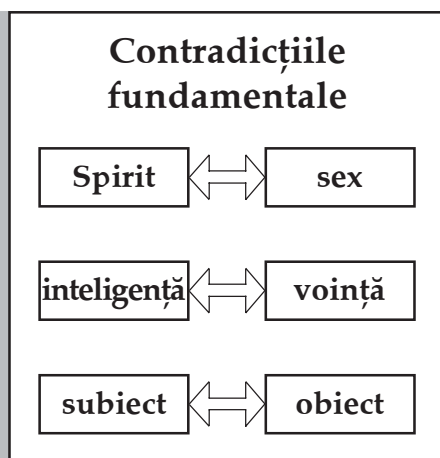 Contradicțiile
fundamentale
Spirit sex
inteligență voință
subiect obiect